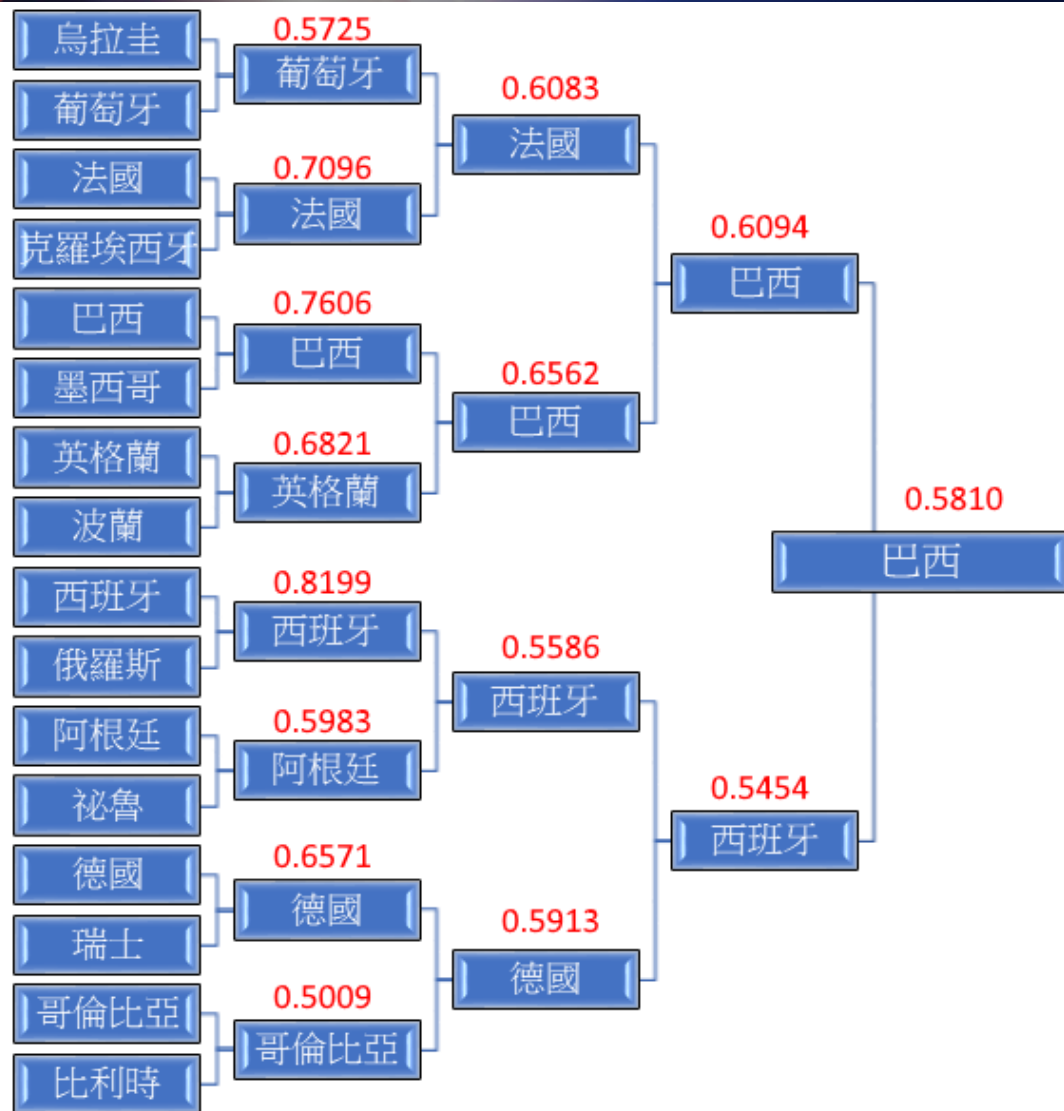 烏拉圭
葡萄牙
法國
克羅埃西牙
巴西
墨西哥
英格蘭
波蘭
西班牙
俄羅斯
阿根廷
祕魯
德國
瑞士
哥倫比亞
比利時
0.5725
葡萄牙
0.7096
法國
0.7606
巴西
0.6821
英格蘭
0.8199
西班牙
0.5983
阿根廷
0.6571
德國
0.5009
哥倫比亞
0.6083
法國
0.6562
巴西
0.5586
西班牙
0.5913
德國
0.6094
巴西
0.5454
西班牙
0.5810
巴西